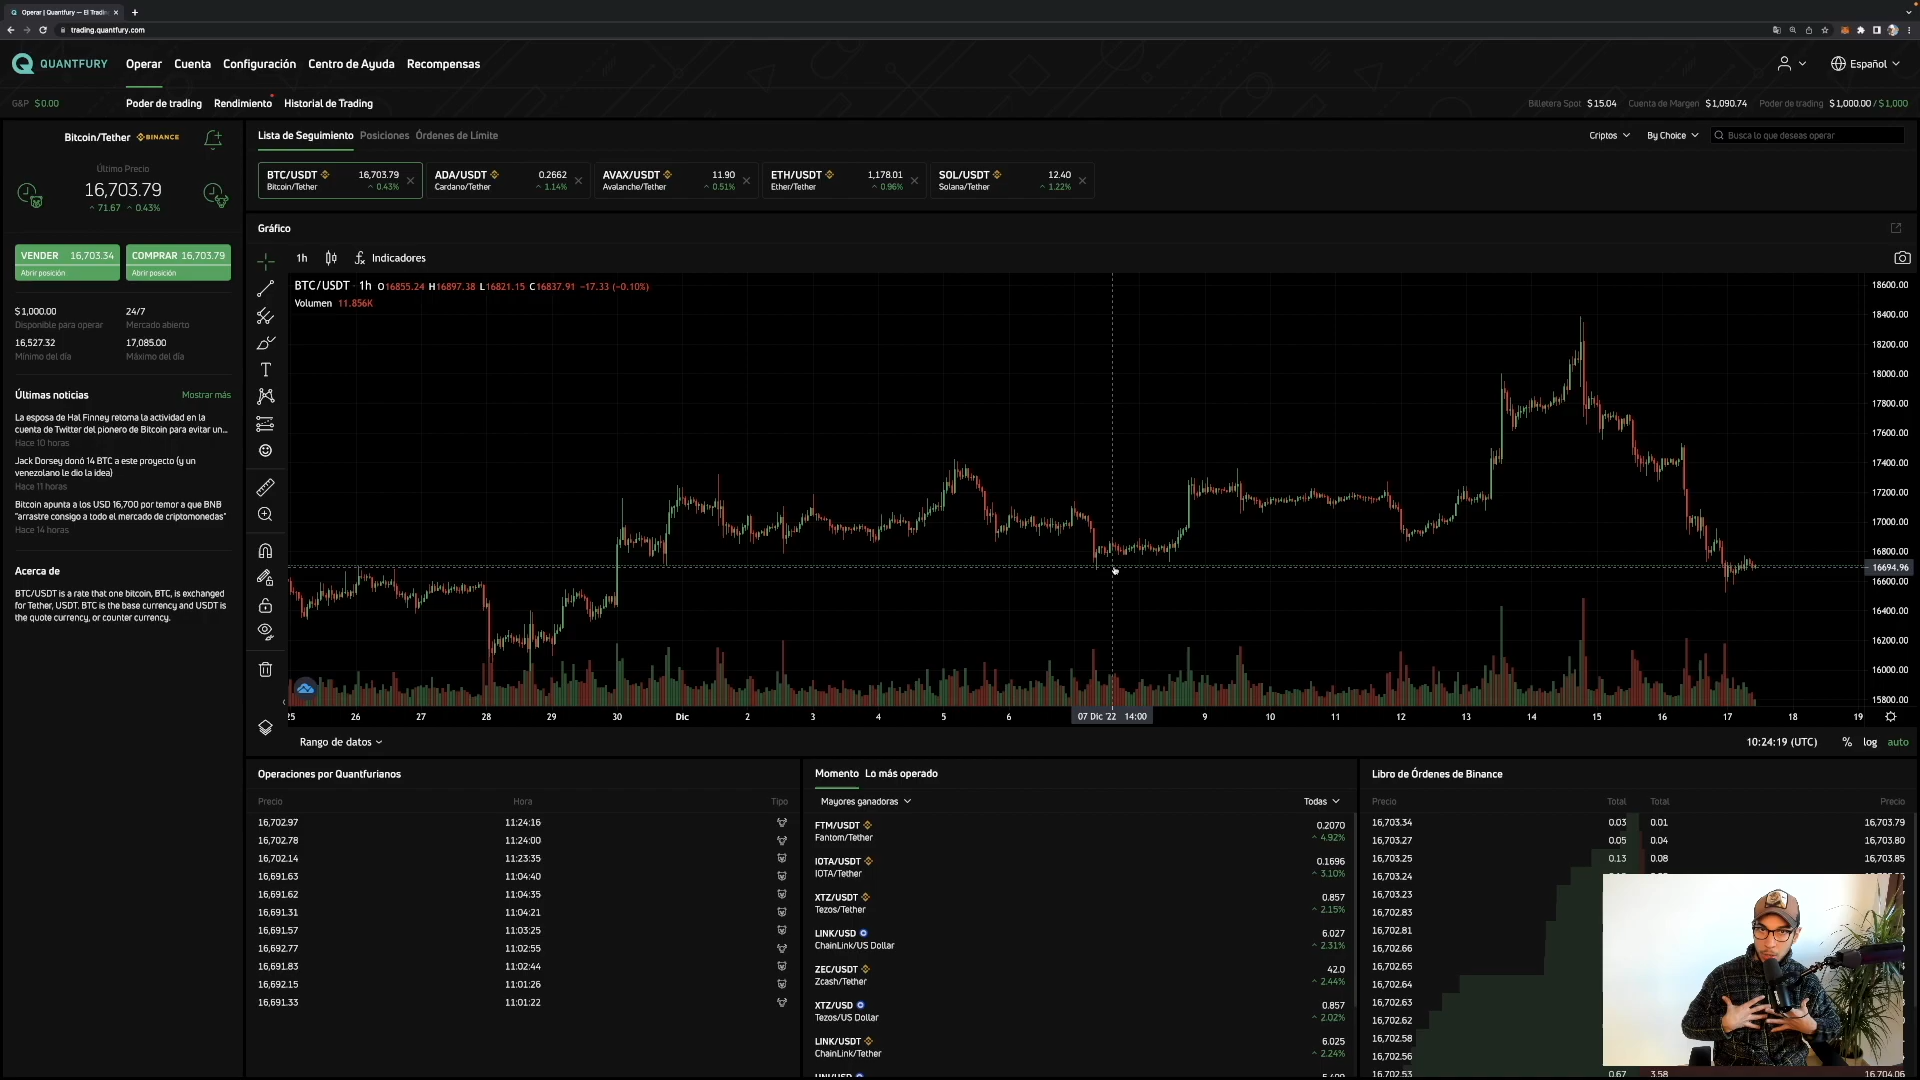 Operar | Quantfury — El Tradin
trading.quantfury.com
QUANTFURY
Operar
Cuenta
Configuración
Centro de Ayuda
Recompensas
Español
G&P $0.00
Poder de trading
Rendimiento
Historial de Trading
Billetera Spot $15.04
Cuenta de Margen $1,090.74
Poder de trading $1,000.00 / $1,000
Bitcoin/Tether BINANCE
Último Precio
16,703.79
71.67 0.43%
VENDER 16,703.34
Abrir posición
COMPRAR 16,703.79
Abrir posición
$1,000.00
Disponible para operar
24/7
Mercado abierto
16,527.32
Mínimo del día
17,085.00
Máximo del día
Últimas noticias
Mostrar más
La esposa de Hal Finney retoma la actividad en la
cuenta de Twitter del pionero de Bitcoin para evitar un...
Hace 10 horas
Jack Dorsey donó 14 BTC a este proyecto (y un
venezolano le dio la idea)
Hace 11 horas
Bitcoin apunta a los USD 16,700 por temor a que BNB
"arrastre consigo a todo el mercado de criptomonedas"
Hace 14 horas
Acerca de
BTC/USDT is a rate that one bitcoin, BTC, is exchanged
for Tether, USDT. BTC is the base currency and USDT is
the quote currency, or counter currency.
Lista de Seguimiento
Posiciones
Órdenes de Límite
Criptos
By Choice
Busca lo que deseas operar
BTC/USDT 16,703.79
Bitcoin/Tether 0.43%
ADA/USDT 0.2662
Cardano/Tether 1.14%
AVAX/USDT 11.90
Avalanche/Tether 0.51%
ETH/USDT 1,178.01
Ether/Tether 0.96%
SOL/USDT 12.40
Solana/Tether 1.22%
Gráfico
1h
Indicadores
BTC/USDT · 1h O16855.24 H16897.38 L16821.15 C16837.91 −17.33 (−0.10%)
Volumen 11.856K
18600.00
18400.00
18200.00
18000.00
17800.00
17600.00
17400.00
17200.00
17000.00
16800.00
16694.96
16600.00
16400.00
16200.00
16000.00
15800.00
25 26 27 28 29 30 Dic 2 3 4 5 6 07 Dic '22 14:00 9 10 11 12 13 14 15 16 17 18 19
Rango de datos
10:24:19 (UTC)
%
log
auto
Operaciones por Quantfurianos
Precio Hora Tipo
16,702.97 11:24:16
16,702.78 11:24:00
16,702.14 11:23:35
16,691.63 11:04:40
16,691.62 11:04:35
16,691.31 11:04:21
16,691.57 11:03:25
16,692.77 11:02:55
16,691.83 11:02:44
16,692.15 11:01:26
16,691.33 11:01:22
Momento
Lo más operado
Mayores ganadoras
Todas
FTM/USDT 0.2070
Fantom/Tether 4.92%
IOTA/USDT 0.1696
IOTA/Tether 3.10%
XTZ/USDT 0.857
Tezos/Tether 2.15%
LINK/USD 6.027
ChainLink/US Dollar 2.31%
ZEC/USDT 42.0
Zcash/Tether 2.44%
XTZ/USD 0.857
Tezos/US Dollar 2.02%
LINK/USDT 6.025
ChainLink/Tether 2.24%
Libro de Órdenes de Binance
Precio Total Total Precio
16,703.34 0.03 0.01 16,703.79
16,703.27 0.05 0.04 16,703.80
16,703.25 0.13 0.08 16,703.85
16,703.24
16,703.23
16,702.83
16,702.81
16,702.66
16,702.65
16,702.64
16,702.63
16,702.62
16,702.58
16,702.56
16,702.53 0.67 3.58 16,704.06